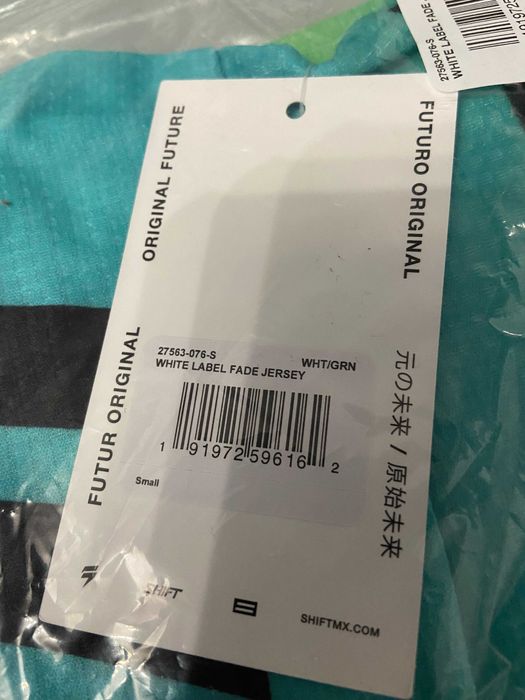 ORIGINAL FUTURE
FUTURO ORIGINAL
FUTUR ORIGINAL
元の未来 / 原始未来
27563-076-S
WHT/GRN
WHITE LABEL FADE JERSEY
1 91972 59616 2
Small
SHIFT
SHIFTMX.COM
27563-076-S
WHITE LABEL FADE